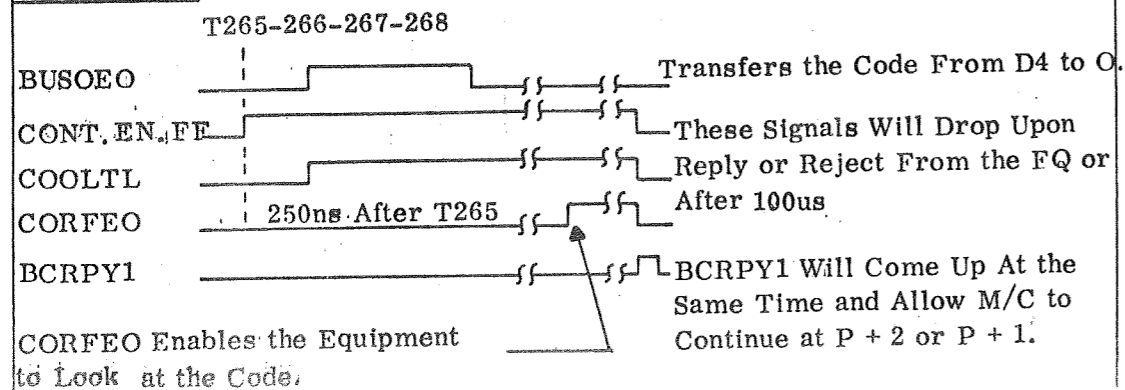 T265-266-267-268
BUSOEO
Transfers the Code From D4 to O.
CONT. EN. FF
These Signals Will Drop Upon
COOLTL
Reply or Reject From the FQ or
After 100us
CORFEO
250ns After T265
BCRPY1
BCRPY1 Will Come Up At the
Same Time and Allow M/C to
Continue at P + 2 or P + 1.
CORFEO Enables the Equipment
to Look at the Code.